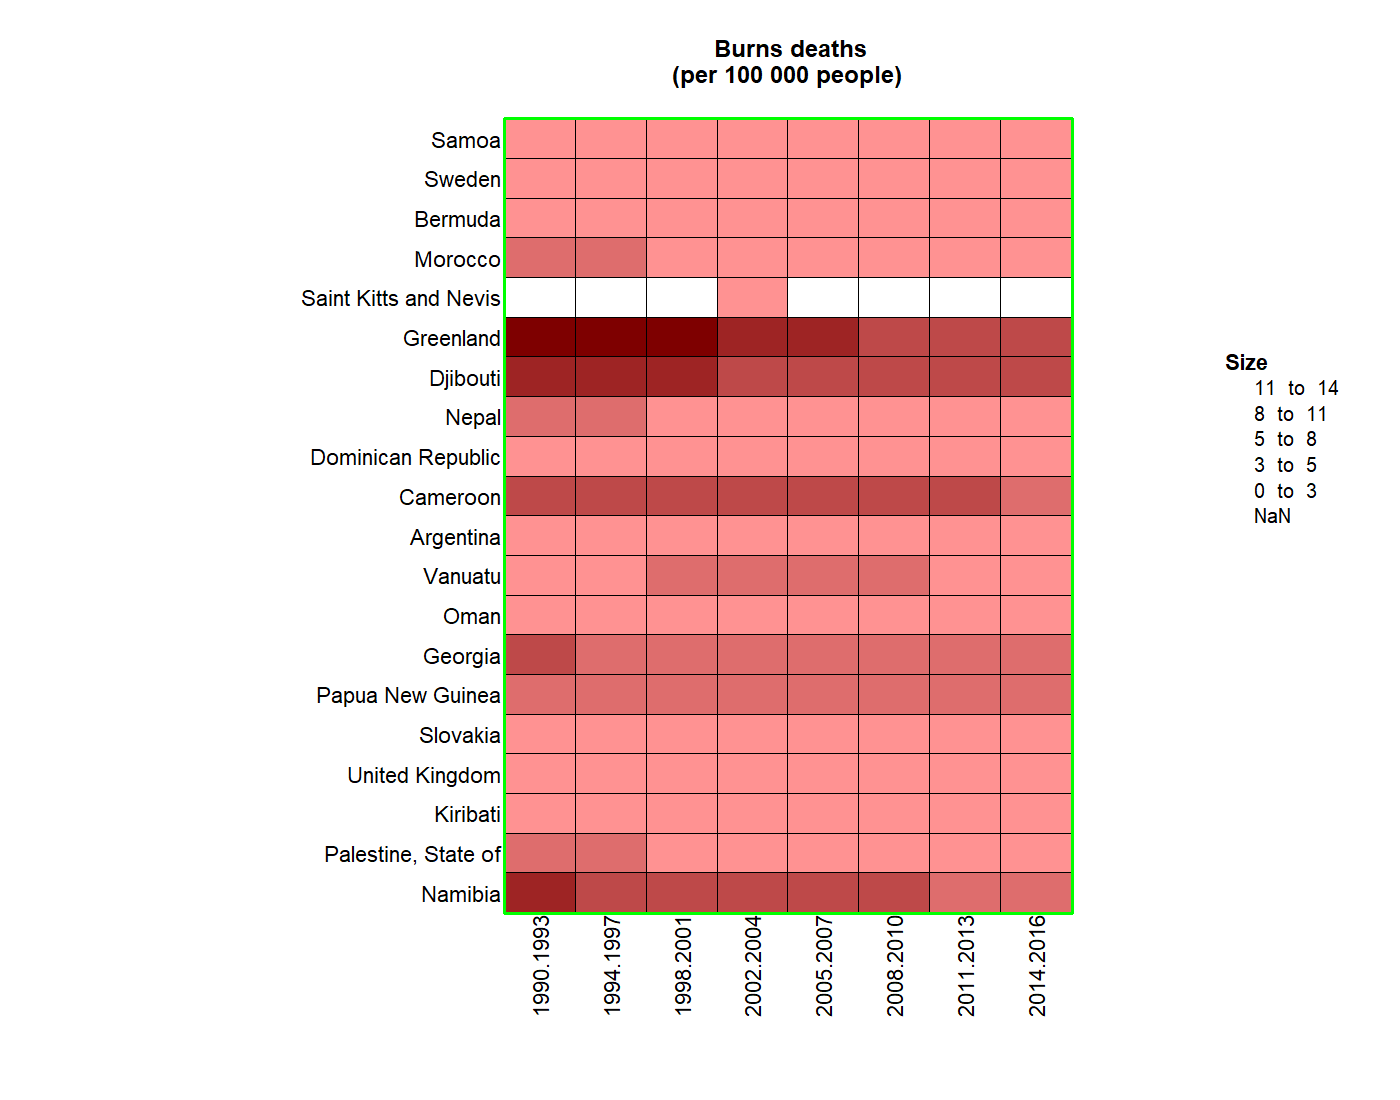 Burns deaths
(per 100 000 people)
Samoa
Sweden
Bermuda
Morocco
Saint Kitts and Nevis
Greenland
Djibouti
Nepal
Dominican Republic
Cameroon
Argentina
Vanuatu
Oman
Georgia
Papua New Guinea
Slovakia
United Kingdom
Kiribati
Palestine, State of
Namibia
1990.1993
1994.1997
1998.2001
2002.2004
2005.2007
2008.2010
2011.2013
2014.2016
Size
11 to 14
8 to 11
5 to 8
3 to 5
0 to 3
NaN